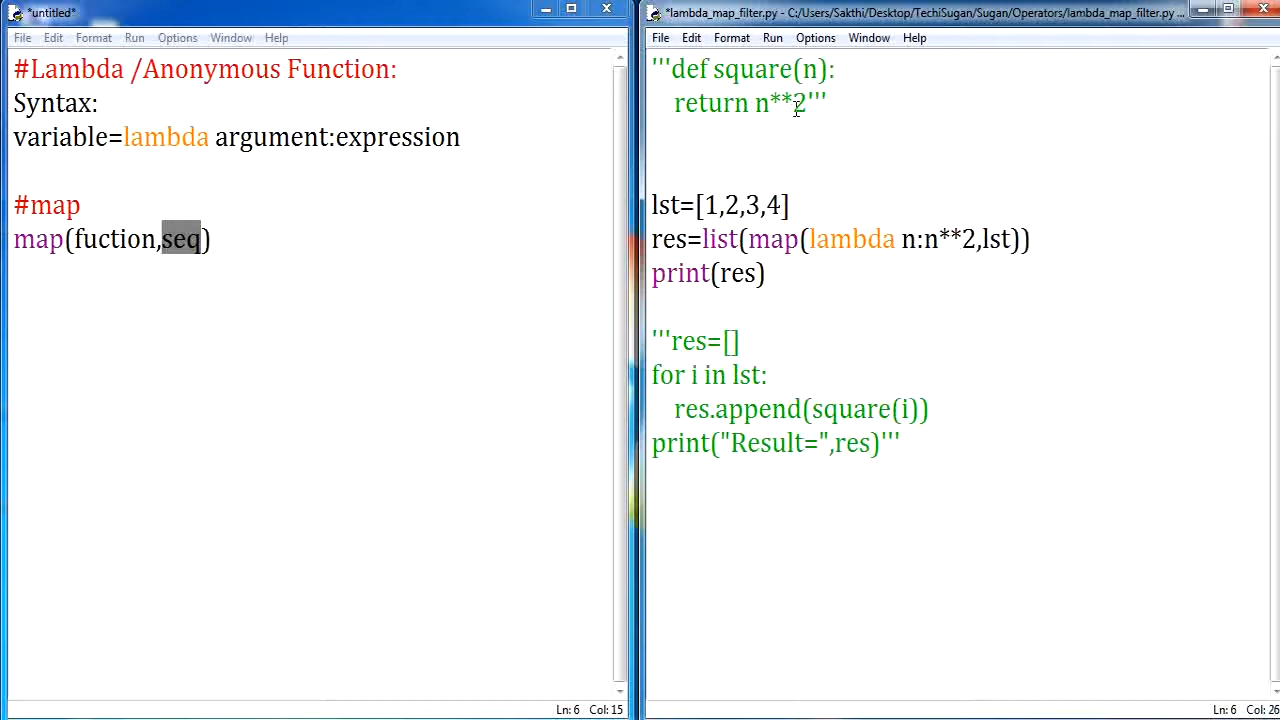 *untitled*
File Edit Format Run Options Window Help
#Lambda /Anonymous Function:
Syntax:
variable=lambda argument:expression
#map
map(fuction,seq)
Ln: 6 Col: 15
*lambda_map_filter.py - C:/Users/Sakthi/Desktop/TechiSugan/Sugan/Operators/lambda_map_filter.py ...
File Edit Format Run Options Window Help
'''def square(n):
return n**2'''
lst=[1,2,3,4]
res=list(map(lambda n:n**2,lst))
print(res)
'''res=[]
for i in lst:
res.append(square(i))
print("Result=",res)'''
Ln: 6 Col: 26